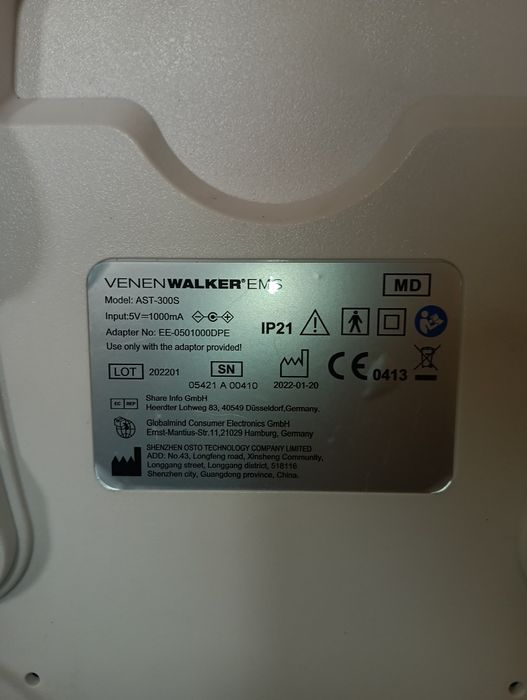 VENENWALKER® EMS
MD
Model: AST-300S
Input:5V⎓1000mA
Adapter No: EE-0501000DPE
Use only with the adaptor provided!
IP21
LOT 202201
SN
05421 A 00410
2022-01-20
CE 0413
EC REP
Share Info GmbH
Heerdter Lohweg 83, 40549 Düsseldorf,Germany.
Globalmind Consumer Electronics GmbH
Ernst-Mantius-Str.11,21029 Hamburg, Germany
SHENZHEN OSTO TECHNOLOGY COMPANY LIMITED
ADD: No.43, Longfeng road, Xinsheng Community,
Longgang street, Longgang district, 518116
Shenzhen city, Guangdong province, China.